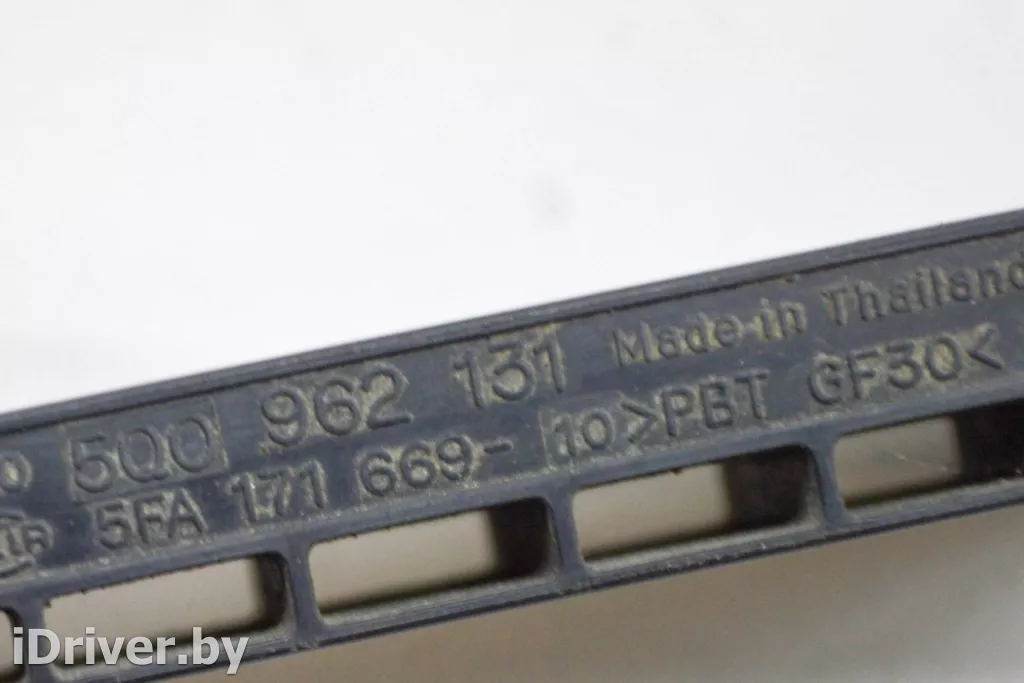 5Q0 962 131 Made in Thailand
5FA 171 669-10 >PBT GF30<
iDriver.by